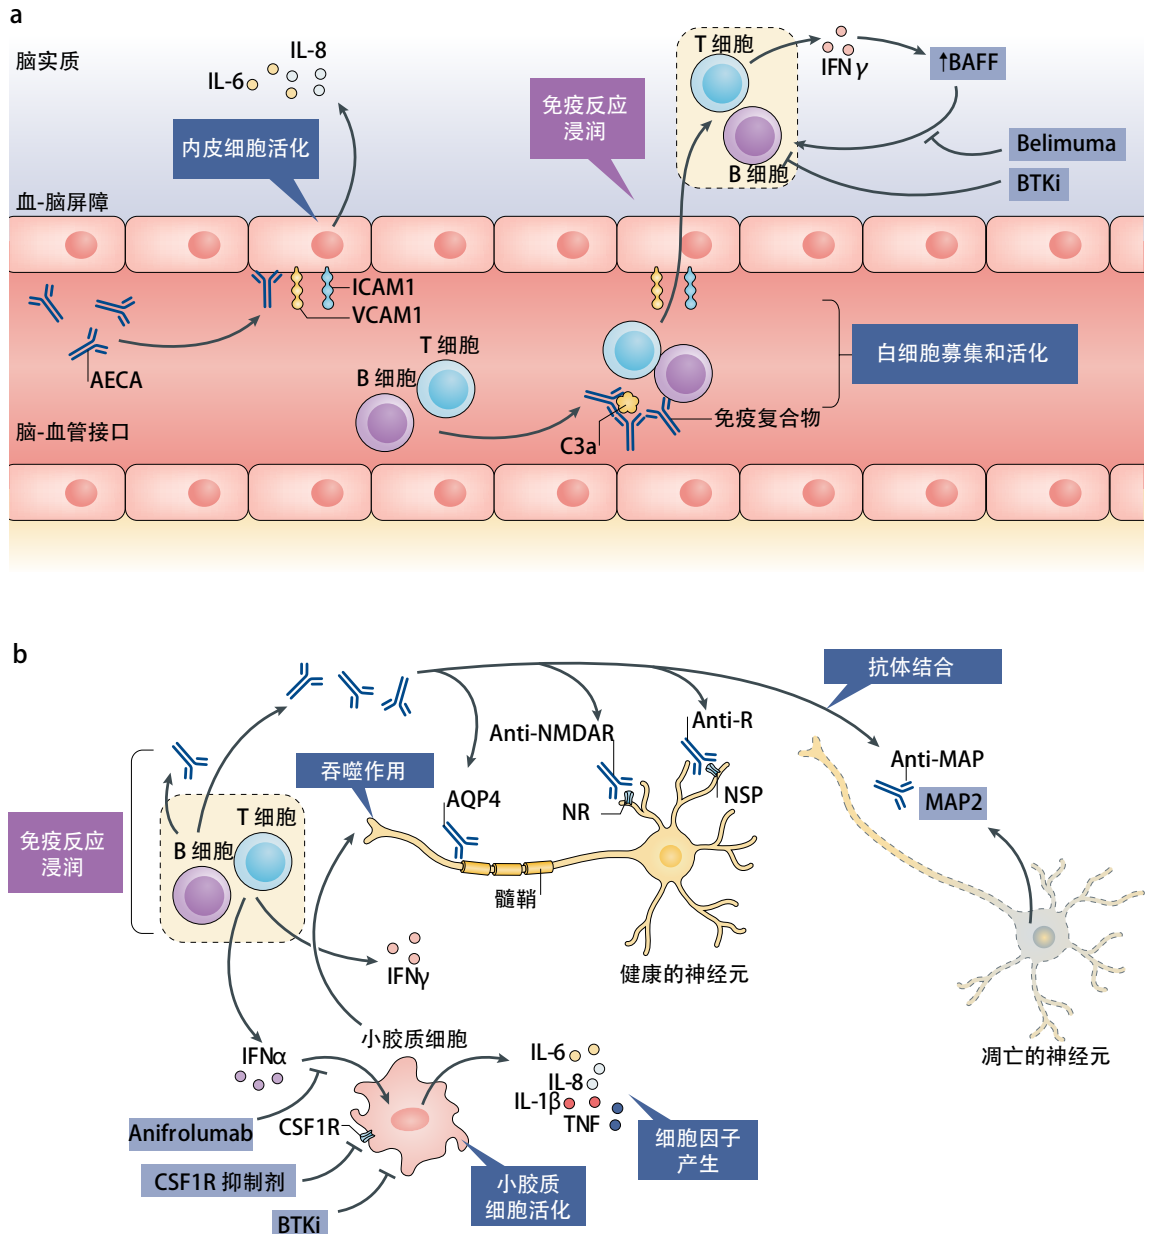 a
脑实质
IL-8
IL-6
内皮细胞活化
免疫反应
浸润
T 细胞
IFN γ
↑BAFF
B 细胞
Belimuma
BTKi
血-脑屏障
ICAM1
VCAM1
AECA
T 细胞
B 细胞
白细胞募集和活化
免疫复合物
C3a
脑-血管接口
b
抗体结合
Anti-NMDAR
Anti-R
Anti-MAP
吞噬作用
AQP4
NR
NSP
MAP2
免疫反应
浸润
T 细胞
B 细胞
髓鞘
IFNγ
健康的神经元
小胶质细胞
凋亡的神经元
IFNα
IL-6
IL-8
IL-1β
TNF
Anifrolumab
CSF1R
细胞因子
产生
CSF1R 抑制剂
小胶质
细胞活化
BTKi